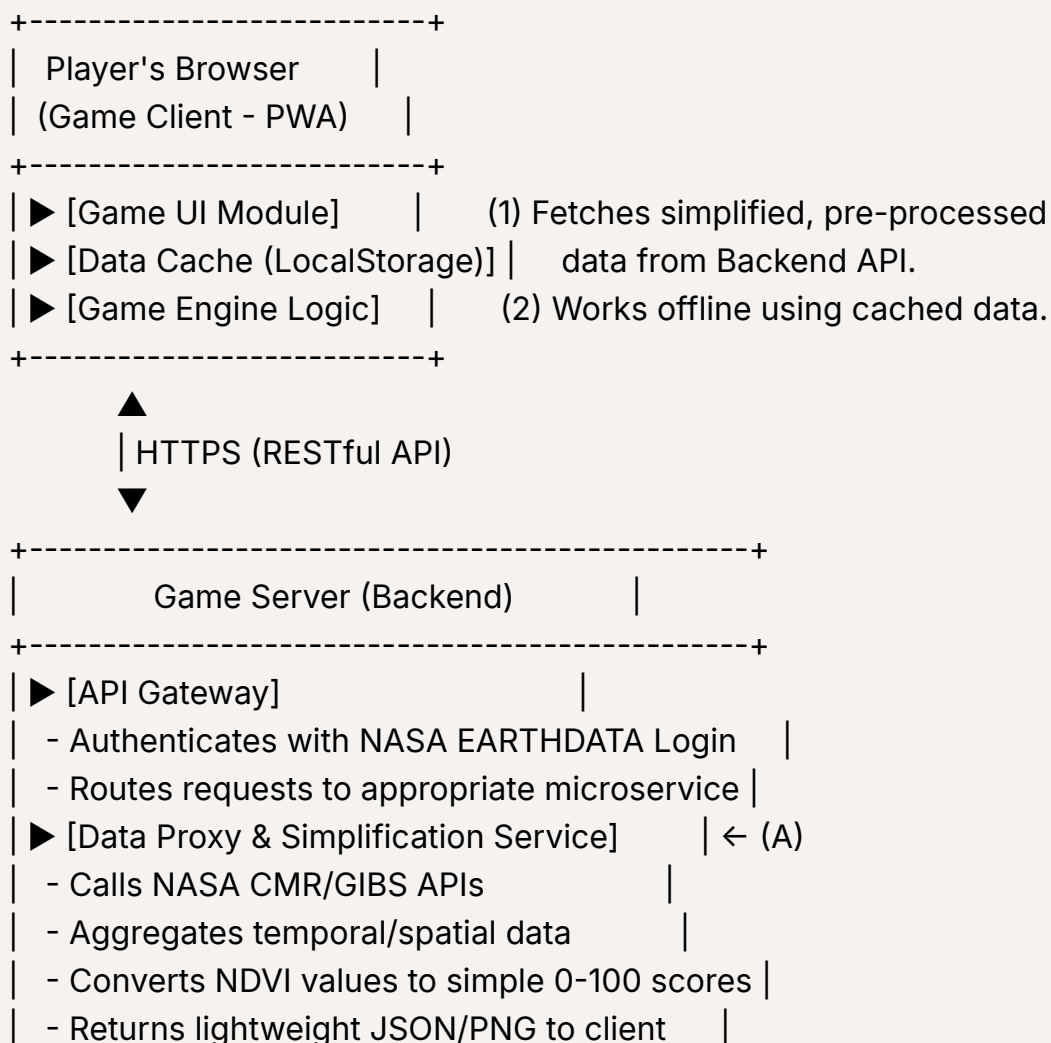 +---------------------------+
|   Player's Browser        |
|  (Game Client - PWA)      |
+---------------------------+
| ▶ [Game UI Module]        |       (1) Fetches simplified, pre-processed
| ▶ [Data Cache (LocalStorage)] |     data from Backend API.
| ▶ [Game Engine Logic]     |       (2) Works offline using cached data.
+---------------------------+
▲
| HTTPS (RESTful API)
▼
+-------------------------------------------------+
|               Game Server (Backend)             |
+-------------------------------------------------+
| ▶ [API Gateway]                                 |
|   - Authenticates with NASA EARTHDATA Login     |
|   - Routes requests to appropriate microservice |
| ▶ [Data Proxy & Simplification Service]         | ← (A)
|   - Calls NASA CMR/GIBS APIs                    |
|   - Aggregates temporal/spatial data            |
|   - Converts NDVI values to simple 0-100 scores |
|   - Returns lightweight JSON/PNG to client      |